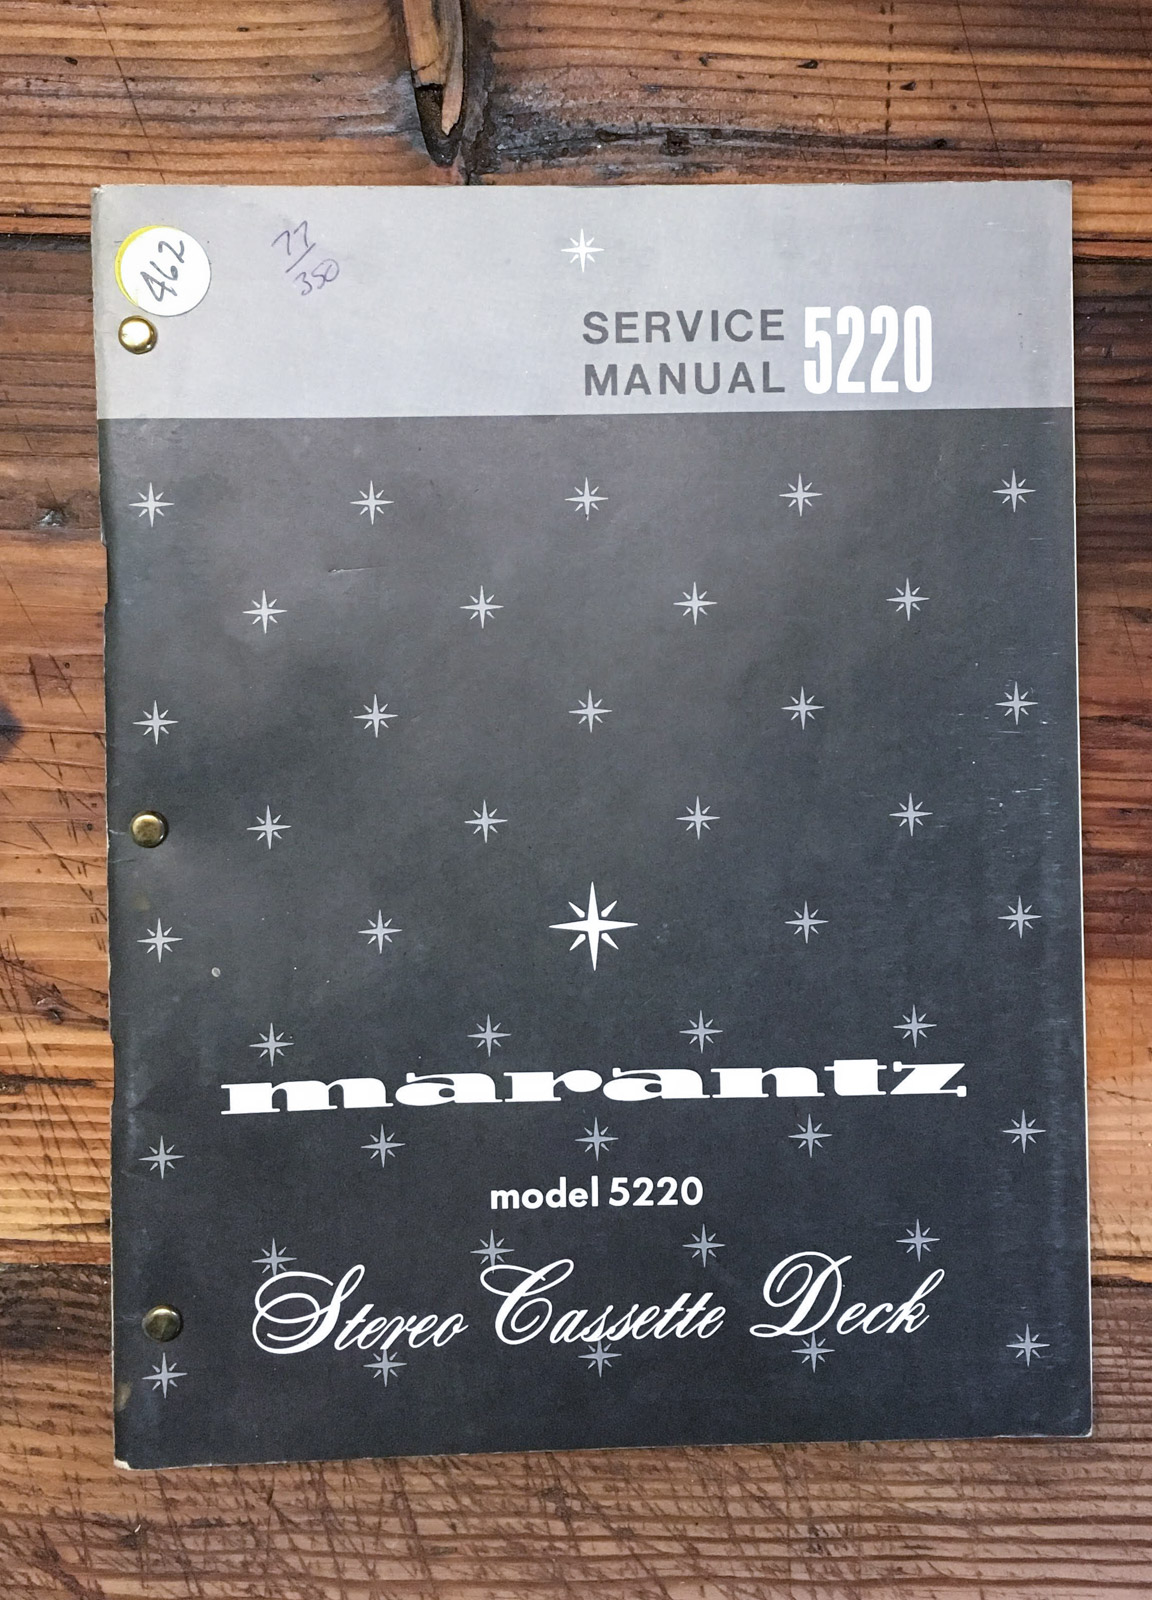 462
77/350
SERVICE
MANUAL 5220
marantz
model 5220
Stereo Cassette Deck